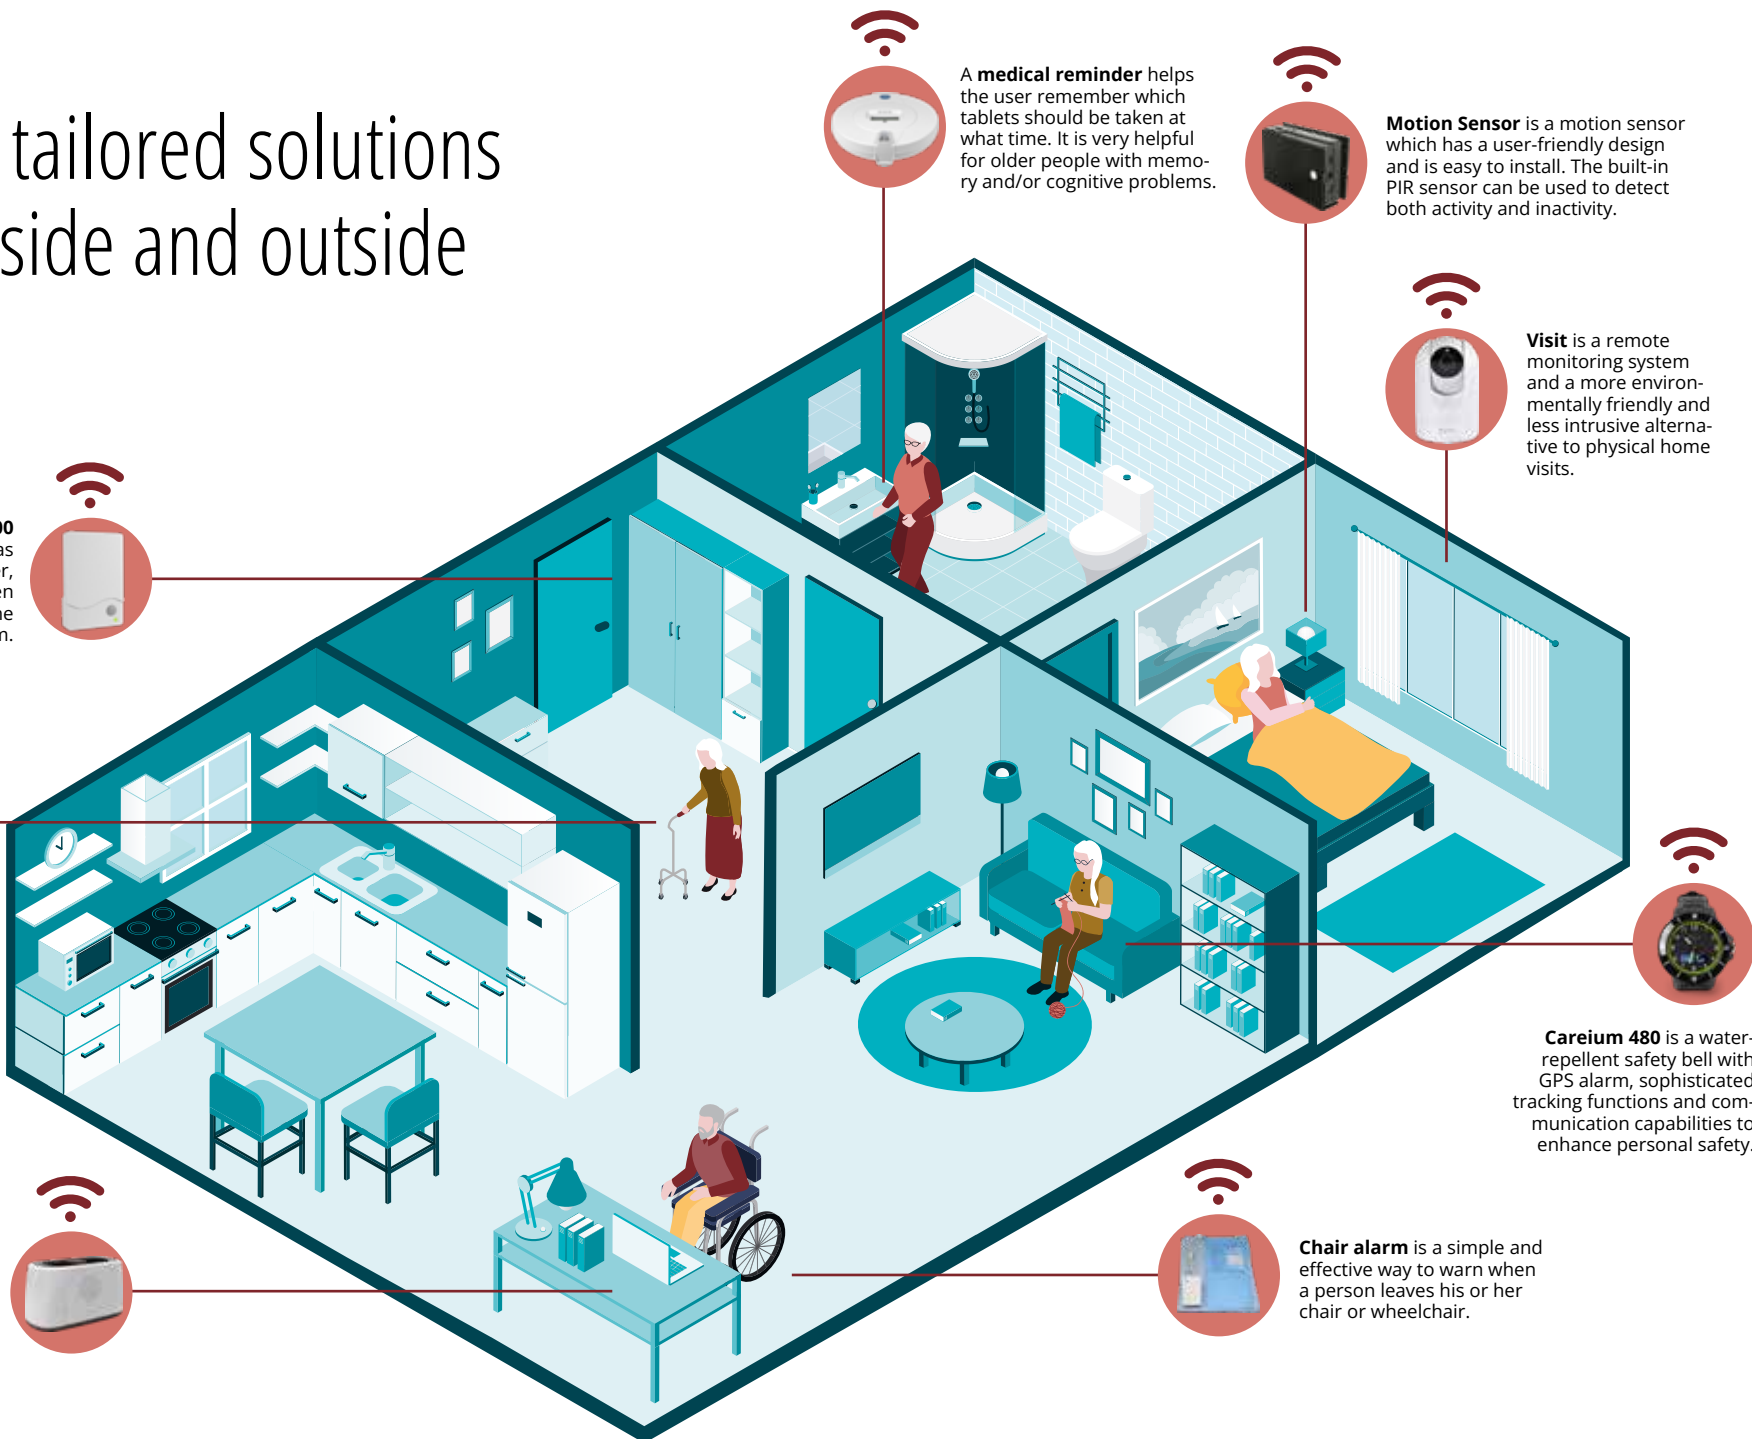 tailored solutions
side and outside
A medical reminder helps
the user remember which
tablets should be taken at
what time. It is very helpful
for older people with memo-
ry and/or cognitive problems.
Motion Sensor is a motion sensor
which has a user-friendly design
and is easy to install. The built-in
PIR sensor can be used to detect
both activity and inactivity.
Visit is a remote
monitoring system
and a more environ-
mentally friendly and
less intrusive alterna-
tive to physical home
visits.
00
as
r,
en
ne
n.
Careium 480 is a water-
repellent safety bell with
GPS alarm, sophisticated
tracking functions and com-
munication capabilities to
enhance personal safety.
Chair alarm is a simple and
effective way to warn when
a person leaves his or her
chair or wheelchair.